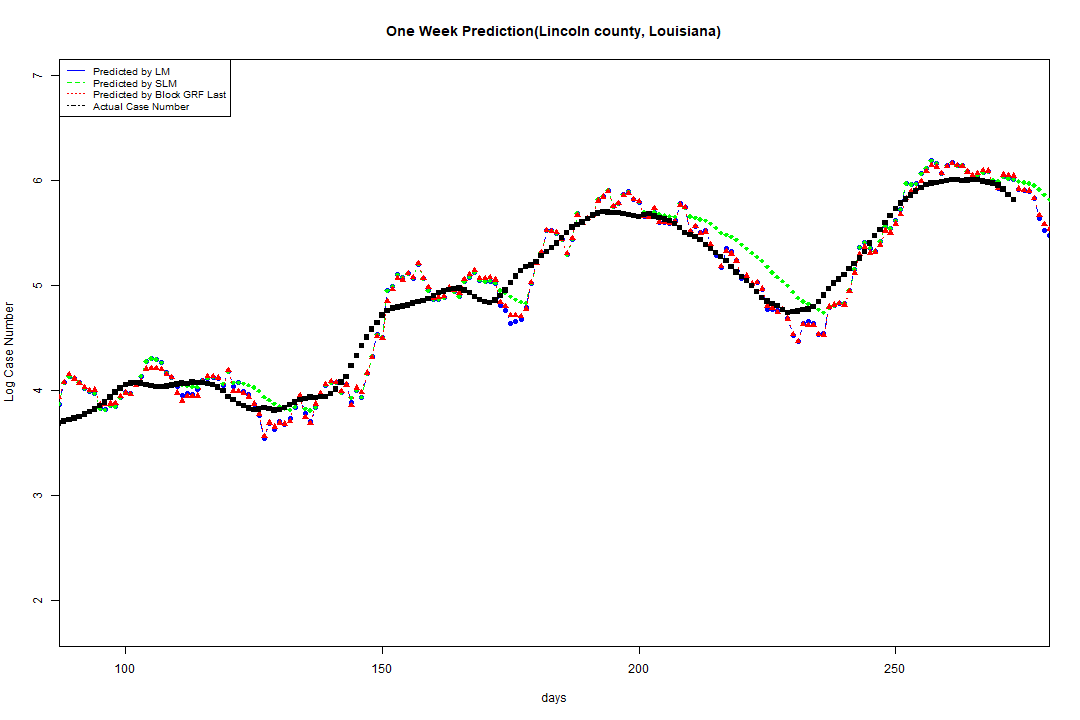 One Week Prediction(Lincoln county, Louisiana)
Predicted by LM
Predicted by SLM
Predicted by Block GRF Last
Actual Case Number
7
6
5
4
3
2
Log Case Number
100 150 200 250
days